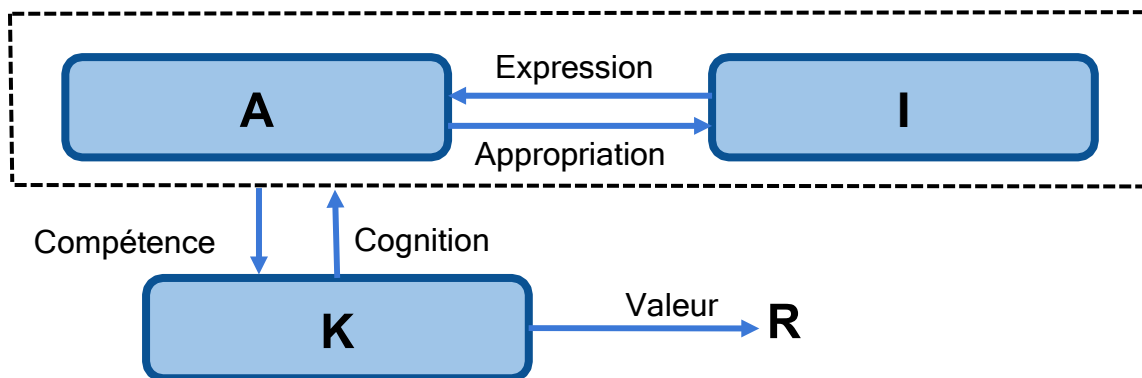 Expression
A
I
Appropriation
Compétence
Cognition
Valeur
K
R